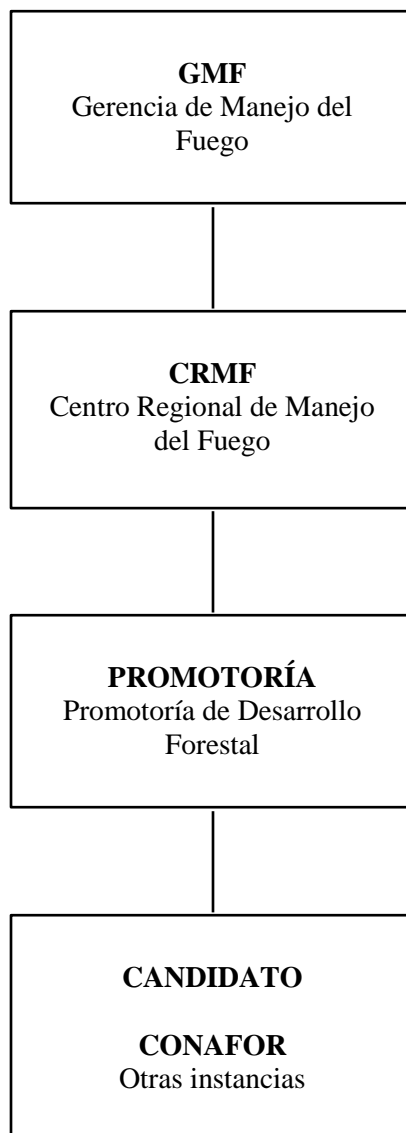 GMF
Gerencia de Manejo del
Fuego
CRMF
Centro Regional de Manejo
del Fuego
PROMOTORÍA
Promotoría de Desarrollo
Forestal
CANDIDATO
CONAFOR
Otras instancias